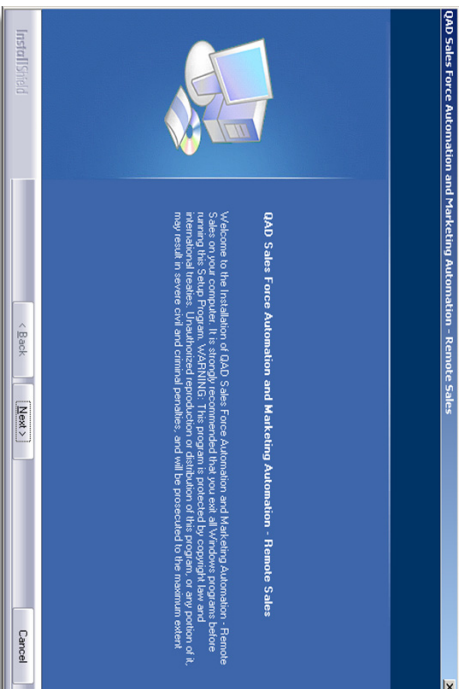 QAD Sales Force Automation and Marketing Automation - Remote Sales
QAD Sales Force Automation and Marketing Automation - Remote Sales
Welcome to the Installation of QAD Sales Force Automation and Marketing Automation - Remote
Sales on your computer. It is strongly recommended that you exit all Windows programs before
running this Setup Program. WARNING: This program is protected by copyright law and
international treaties. Unauthorized reproduction or distribution of this program, or any portion of it,
may result in severe civil and criminal penalties, and will be prosecuted to the maximum extent
InstallShield
< Back
Next >
Cancel